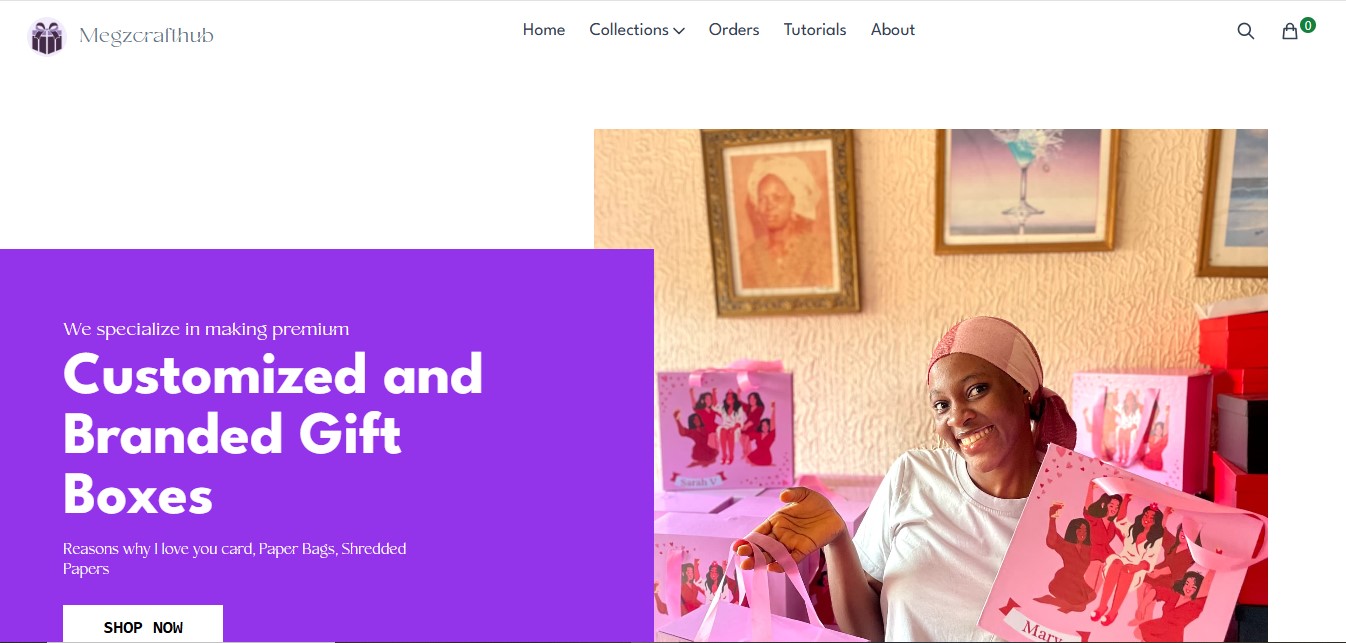 Megzcrafthub
Home Collections Orders Tutorials About
0
We specialize in making premium
Customized and
Branded Gift
Boxes
Reasons why I love you card, Paper Bags, Shredded
Papers
SHOP NOW
Sarah V
Mary